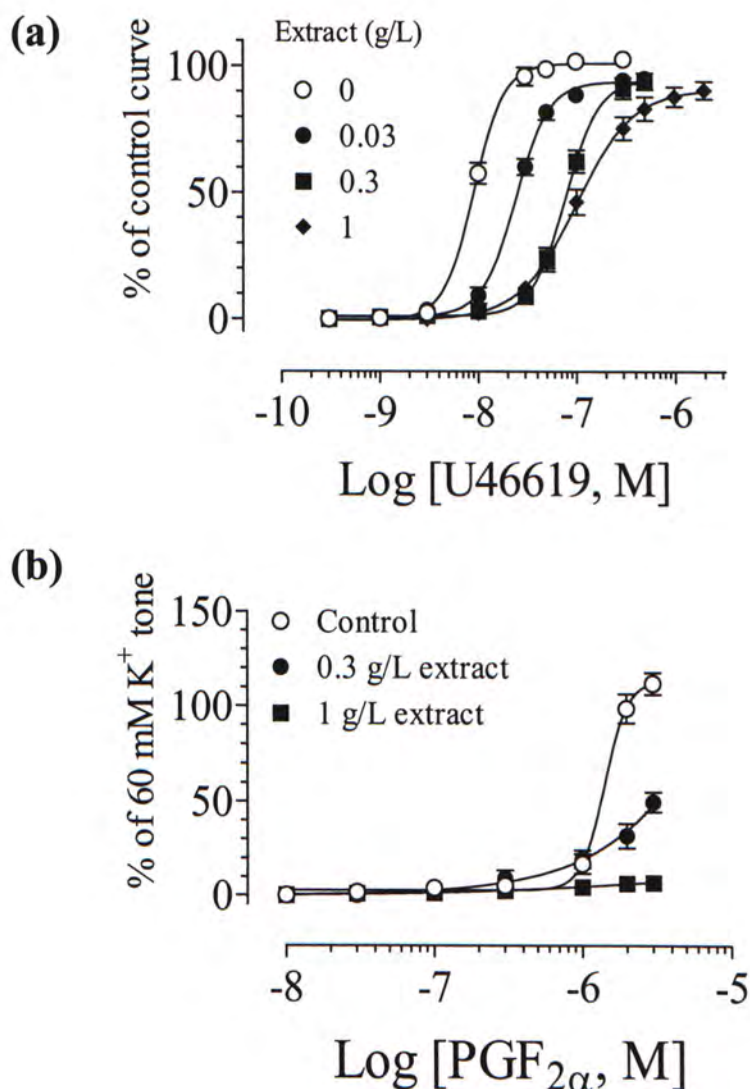 (a)
Extract (g/L)
0
0.03
0.3
1
% of control curve
100
50
0
-10 -9 -8 -7 -6
Log [U46619, M]
(b)
Control
0.3 g/L extract
1 g/L extract
% of 60 mM K⁺ tone
150
100
50
0
-8 -7 -6 -5
Log [PGF₂α, M]